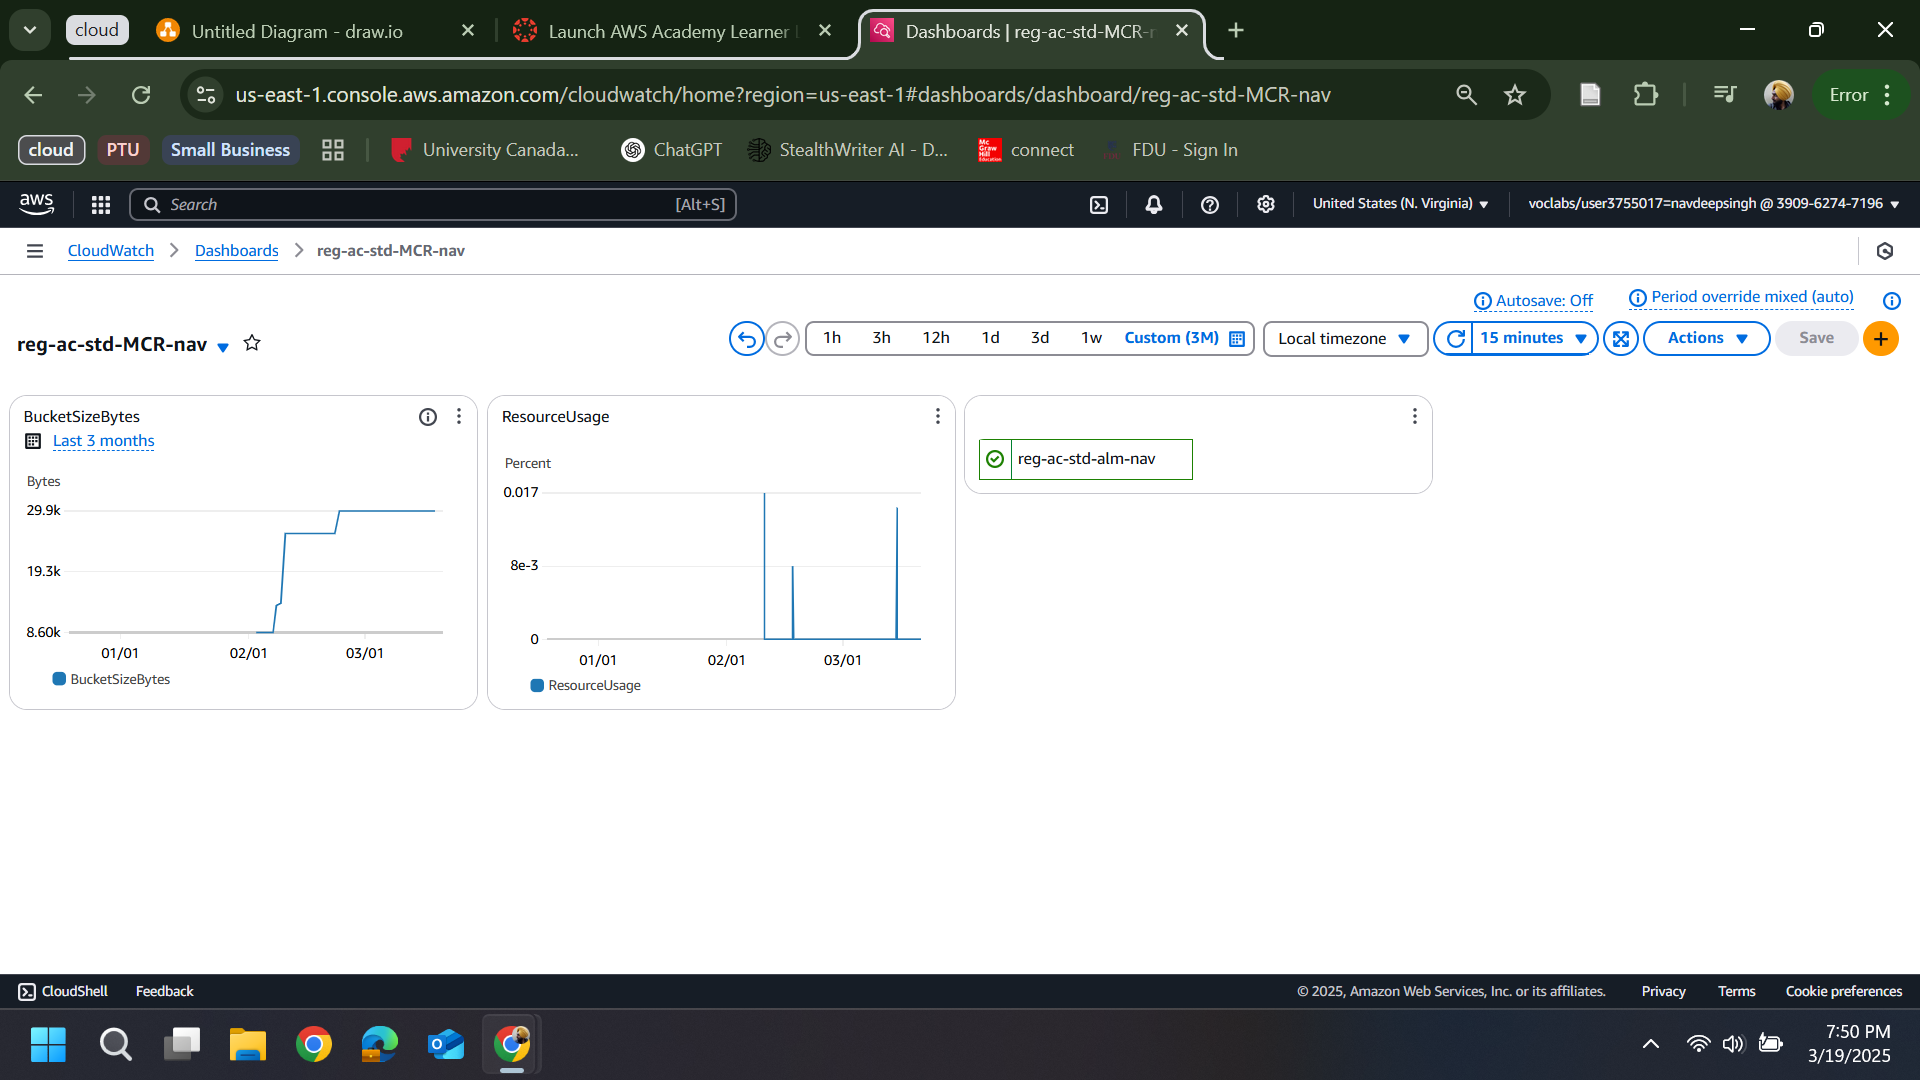 cloud
Untitled Diagram - draw.io
Launch AWS Academy Learner
Dashboards | reg-ac-std-MCR-
us-east-1.console.aws.amazon.com/cloudwatch/home?region=us-east-1#dashboards/dashboard/reg-ac-std-MCR-nav
Error
cloud
PTU
Small Business
University Canada...
ChatGPT
StealthWriter AI - D...
Mc Graw Hill Education
connect
FDU - Sign In
aws
Search
[Alt+S]
United States (N. Virginia)
voclabs/user3755017=navdeepsingh @ 3909-6274-7196
CloudWatch
Dashboards
reg-ac-std-MCR-nav
Autosave: Off
Period override mixed (auto)
reg-ac-std-MCR-nav
1h
3h
12h
1d
3d
1w
Custom (3M)
Local timezone
15 minutes
Actions
Save
BucketSizeBytes
Last 3 months
Bytes
29.9k
19.3k
8.60k
01/01
02/01
03/01
BucketSizeBytes
ResourceUsage
Percent
0.017
8e-3
0
01/01
02/01
03/01
ResourceUsage
reg-ac-std-alm-nav
CloudShell
Feedback
© 2025, Amazon Web Services, Inc. or its affiliates.
Privacy
Terms
Cookie preferences
7:50 PM
3/19/2025